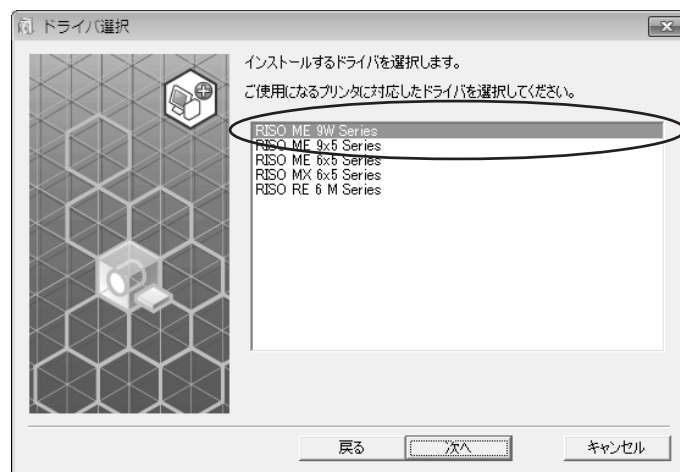 ドライバ選択
インストールするドライバを選択します。
ご使用になるプリンタに対応したドライバを選択してください。
RISO ME 9W Series
RISO ME 9x5 Series
RISO ME 6x5 Series
RISO MX 6x5 Series
RISO RE 6 M Series
戻る
次へ
キャンセル